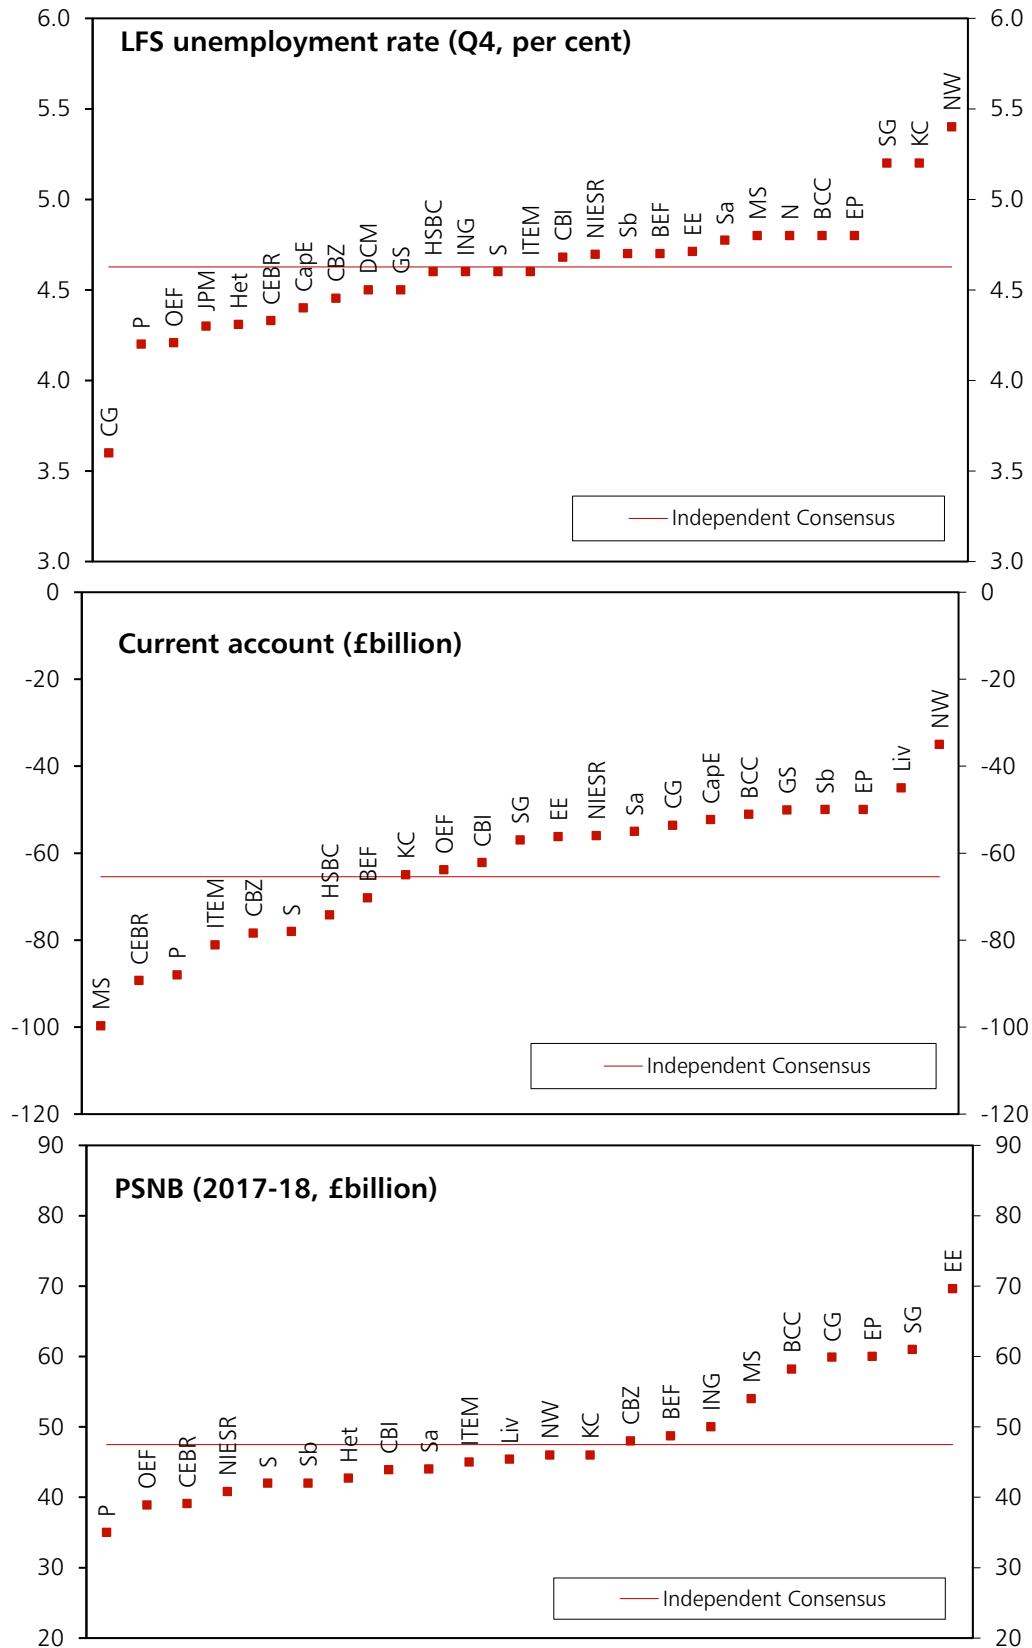 LFS unemployment rate (Q4, per cent)
6.0 6.0
5.5 5.5
5.0 5.0
4.5 4.5
4.0 4.0
3.5 3.5
3.0 3.0
CG P OEF JPM Het CEBR CapE CBZ DCM GS HSBC ING S ITEM CBI NIESR Sb BEF EE Sa MS N BCC EP SG KC NW
Independent Consensus
Current account (£billion)
0 0
-20 -20
-40 -40
-60 -60
-80 -80
-100 -100
-120 -120
MS CEBR P ITEM CBZ S HSBC BEF KC OEF CBI SG EE NIESR Sa CG CapE BCC GS Sb EP Liv NW
Independent Consensus
PSNB (2017-18, £billion)
90 90
80 80
70 70
60 60
50 50
40 40
30 30
20 20
P OEF CEBR NIESR S Sb Het CBI Sa ITEM Liv NW KC CBZ BEF ING MS BCC CG EP SG EE
Independent Consensus